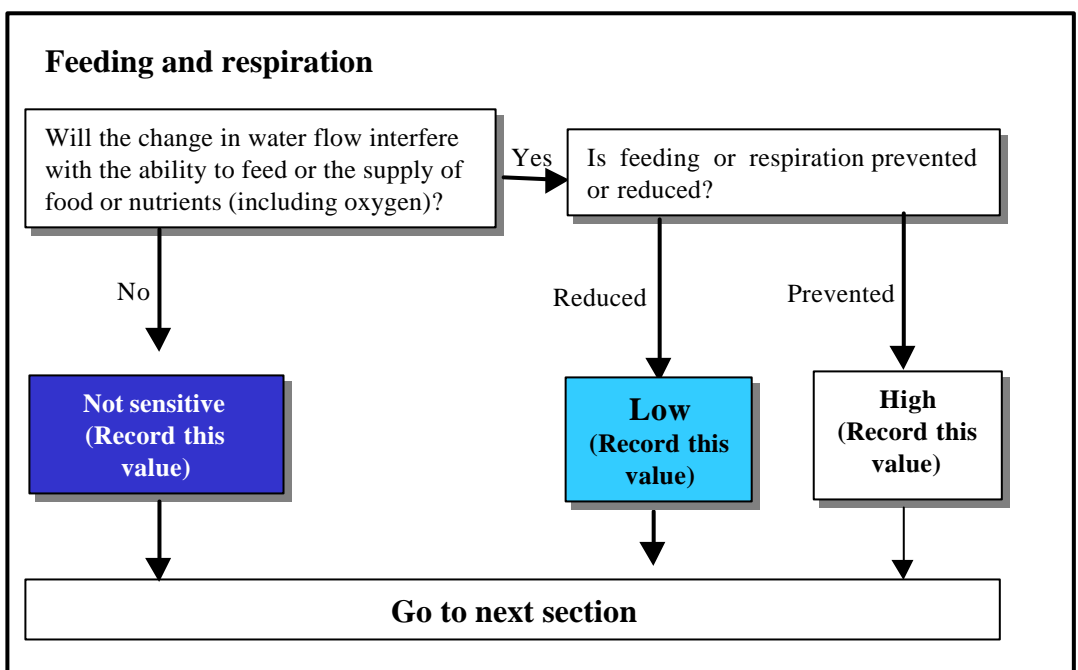 Feeding and respiration
Will the change in water flow interfere
with the ability to feed or the supply of
food or nutrients (including oxygen)?
Yes
Is feeding or respiration prevented
or reduced?
No
Reduced
Prevented
Not sensitive
(Record this
value)
Low
(Record this
value)
High
(Record this
value)
Go to next section